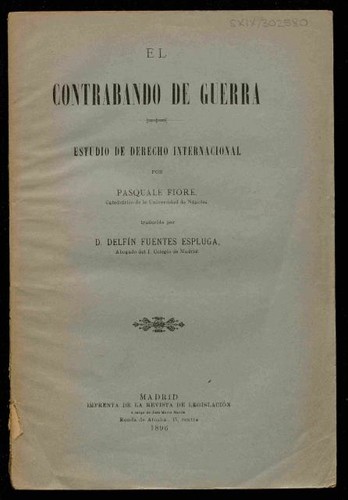 SXIX/302580
EL
CONTRABANDO DE GUERRA
ESTUDIO DE DERECHO INTERNACIONAL
POR
PASQUALE FIORE,
Catedrático de la Universidad de Nápoles,
traducido por
D. DELFÍN FUENTES ESPLUGA,
Abogado del I. Colegio de Madrid
MADRID
IMPRENTA DE LA REVISTA DE LEGISLACIÓN
Ronda de Atocha, 15, centro
1896